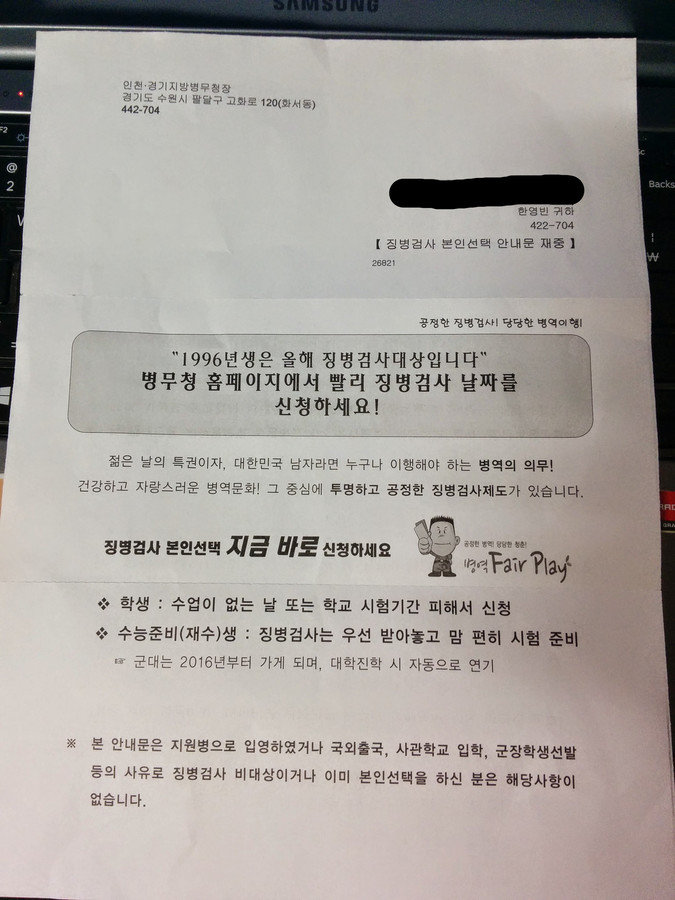 SAMSUNG
인천·경기지방병무청장
경기도 수원시 팔달구 고화로 120(화서동)
442-704
한영빈 귀하
422-704
【 징병검사 본인선택 안내문 재중 】
26821
공정한 징병검사! 당당한 병역이행!
"1996년생은 올해 징병검사대상입니다"
병무청 홈페이지에서 빨리 징병검사 날짜를
신청하세요!
젊은 날의 특권이자, 대한민국 남자라면 누구나 이행해야 하는 병역의 의무!
건강하고 자랑스러운 병역문화! 그 중심에 투명하고 공정한 징병검사제도가 있습니다.
징병검사 본인선택 지금 바로 신청하세요
공정한 병역! 당당한 청춘!
병역 Fair Play
❖ 학생 : 수업이 없는 날 또는 학교 시험기간 피해서 신청
❖ 수능준비(재수)생 : 징병검사는 우선 받아놓고 맘 편히 시험 준비
☞ 군대는 2016년부터 가게 되며, 대학진학 시 자동으로 연기
※ 본 안내문은 지원병으로 입영하였거나 국외출국, 사관학교 입학, 군장학생선발
등의 사유로 징병검사 비대상이거나 이미 본인선택을 하신 분은 해당사항이
없습니다.
F2
@
2
W
Backs
₩